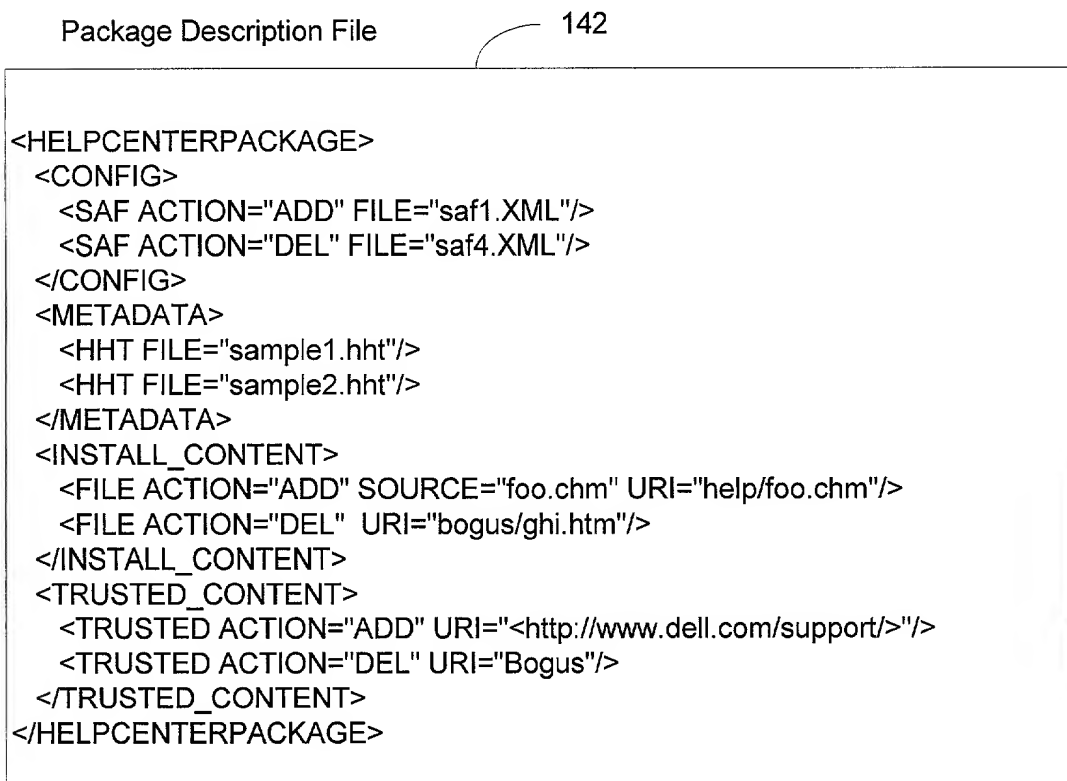 Package Description File 142
<HELPCENTERPACKAGE>
<CONFIG>
<SAF ACTION="ADD" FILE="saf1.XML"/>
<SAF ACTION="DEL" FILE="saf4.XML"/>
</CONFIG>
<METADATA>
<HHT FILE="sample1.hht"/>
<HHT FILE="sample2.hht"/>
</METADATA>
<INSTALL_CONTENT>
<FILE ACTION="ADD" SOURCE="foo.chm" URI="help/foo.chm"/>
<FILE ACTION="DEL" URI="bogus/ghi.htm"/>
</INSTALL_CONTENT>
<TRUSTED_CONTENT>
<TRUSTED ACTION="ADD" URI="<http://www.dell.com/support/>"/>
<TRUSTED ACTION="DEL" URI="Bogus"/>
</TRUSTED_CONTENT>
</HELPCENTERPACKAGE>